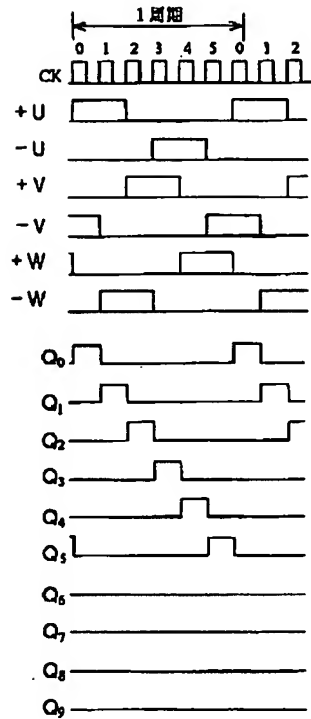 1周期
0 1 2 3 4 5 0 1 2
CK
+U
-U
+V
-V
+W
-W
Q₀
Q₁
Q₂
Q₃
Q₄
Q₅
Q₆
Q₇
Q₈
Q₉